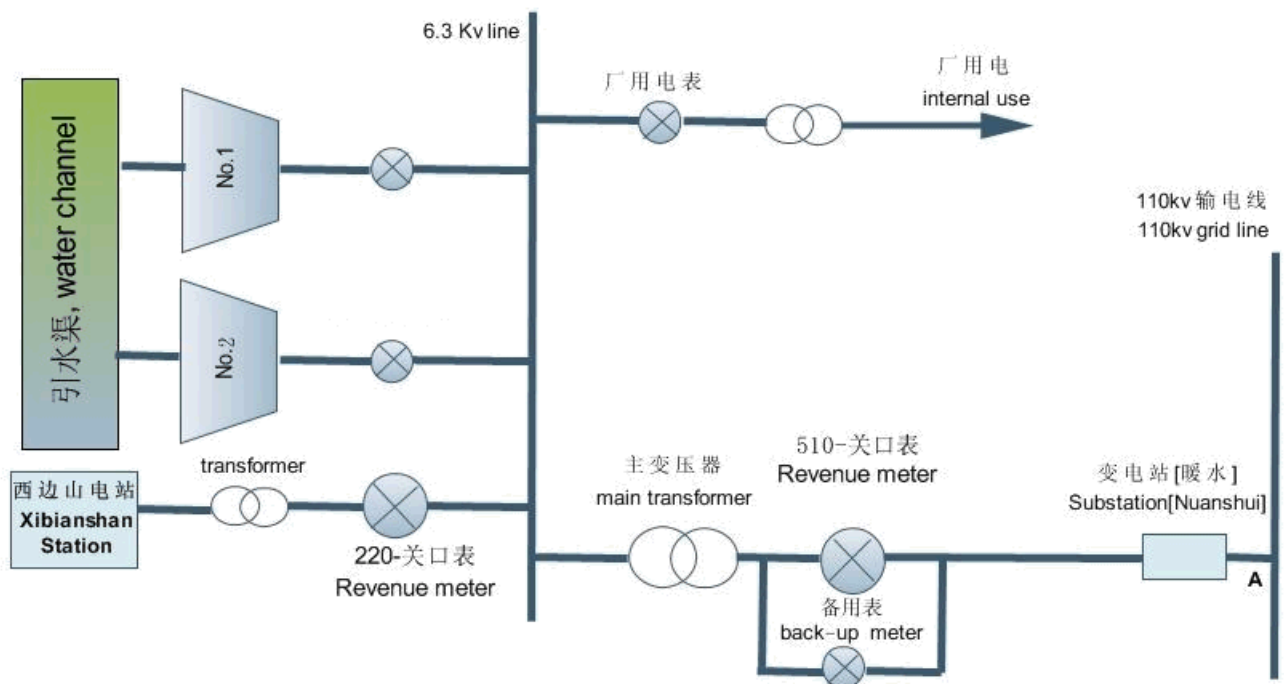 6.3 Kv line
厂用电表
厂用电
internal use
110kv 输电线
110kv grid line
引水渠, water channel
No.1
No.2
西边山电站
Xibianshan
Station
transformer
220-关口表
Revenue meter
主变压器
main transformer
510-关口表
Revenue meter
备用表
back-up meter
变电站[暖水]
Substation[Nuanshui]
A